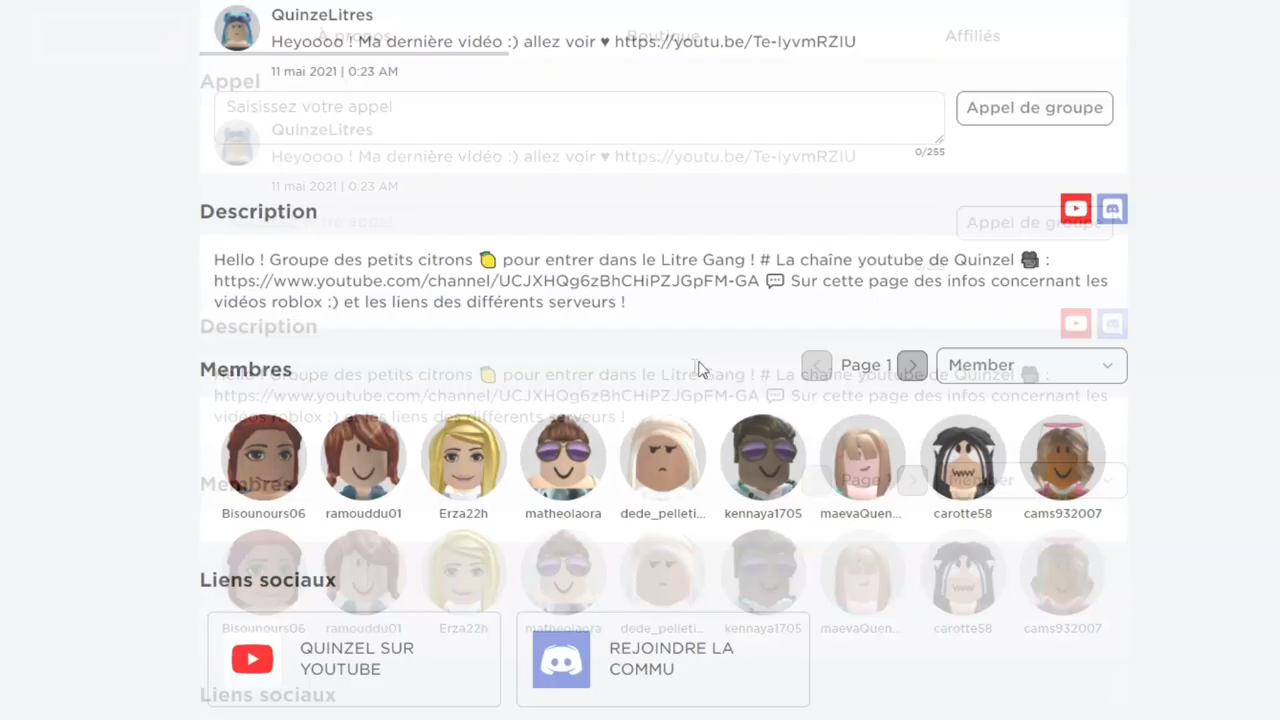 QuinzeLitres
À propos
Boutique
Affiliés
Heyoooo ! Ma dernière vidéo :) allez voir ♥ https://youtu.be/Te-IyvmRZIU
11 mai 2021 | 0:23 AM
Appel
Saisissez votre appel
Appel de groupe
QuinzeLitres
0/255
Heyoooo ! Ma dernière vidéo :) allez voir ♥ https://youtu.be/Te-IyvmRZIU
11 mai 2021 | 0:23 AM
Description
Appel de groupe
Hello ! Groupe des petits citrons 🍋 pour entrer dans le Litre Gang ! # La chaîne youtube de Quinzel 🎥 :
https://www.youtube.com/channel/UCJXHQg6zBhCHiPZJGpFM-GA 💬 Sur cette page des infos concernant les
vidéos roblox :) et les liens des différents serveurs !
Description
Membres
Page 1
Member
Hello ! Groupe des petits citrons 🍋 pour entrer dans le Litre Gang ! # La chaîne youtube de Quinzel 🎥 :
https://www.youtube.com/channel/UCJXHQg6zBhCHiPZJGpFM-GA 💬 Sur cette page des infos concernant les
vidéos roblox :) et les liens des différents serveurs !
Membres
Page 1
Member
Bisounours06 ramouddu01 Erza22h matheolaora dede_pelleti... kennaya1705 maevaQuen... carotte58 cams932007
Liens sociaux
Bisounours06 ramouddu01 Erza22h matheolaora dede_pelleti... kennaya1705 maevaQuen... carotte58 cams932007
QUINZEL SUR
YOUTUBE
REJOINDRE LA
COMMU
Liens sociaux